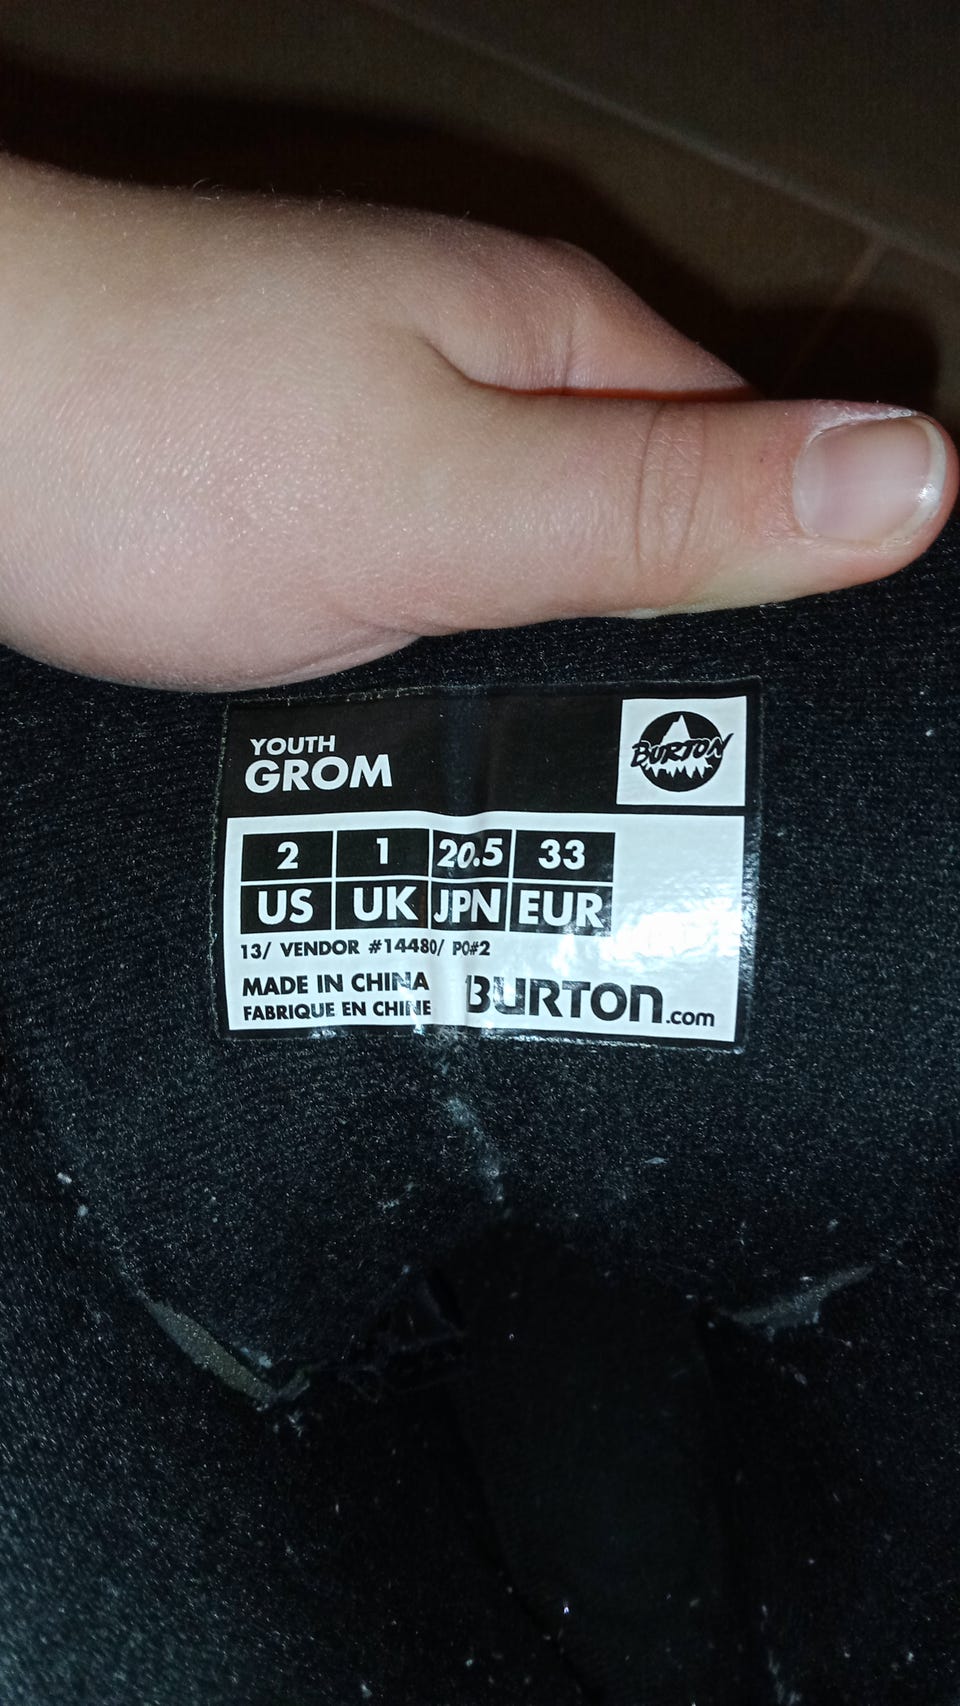 YOUTH
GROM
BURTON
2 1 20.5 33
US UK JPN EUR
13/ VENDOR #14480/ PO#2
MADE IN CHINA
FABRIQUE EN CHINE
BURTON.com